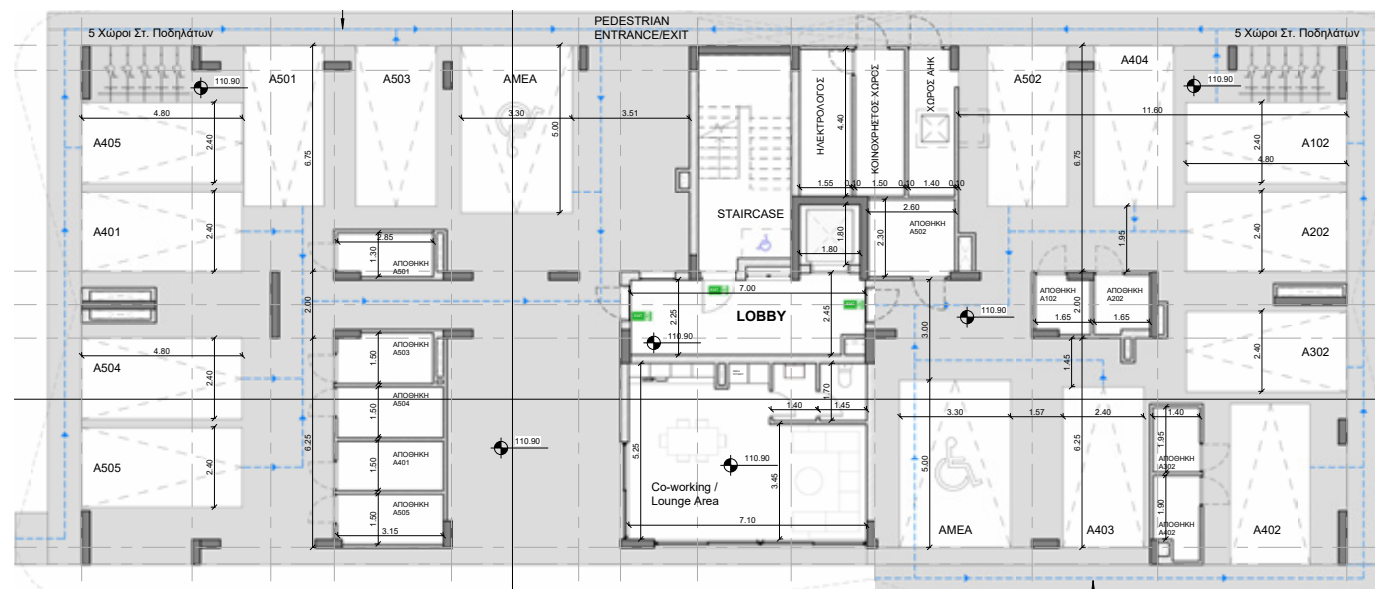 PEDESTRIAN
ENTRANCE/EXIT
5 Χώροι Στ. Ποδηλάτων
5 Χώροι Στ. Ποδηλάτων
A501
A503
ΑΜΕΑ
ΗΛΕΚΤΡΟΛΟΓΟΣ
ΚΟΙΝΟΧΡΗΣΤΟΣ ΧΩΡΟΣ
ΧΩΡΟΣ ΑΗΚ
A502
A404
110.90
110.90
4.80
3.30
3.51
5.00
4.40
11.60
A405
2.40
6.75
6.75
2.40
A102
4.80
1.55
0.10
1.50
0.10
1.40
0.10
A401
2.40
STAIRCASE
1.80
1.80
2.60
2.30
ΑΠΟΘΗΚΗ
A502
1.95
2.40
A202
2.85
1.30
ΑΠΟΘΗΚΗ
A501
2.00
7.00
LOBBY
2.25
2.45
110.90
110.90
3.00
ΑΠΟΘΗΚΗ
A102
2.00
ΑΠΟΘΗΚΗ
A202
1.65
1.65
4.80
A504
2.40
1.50
ΑΠΟΘΗΚΗ
A503
1.45
2.40
A302
1.50
ΑΠΟΘΗΚΗ
A504
1.70
1.40
1.45
3.30
1.57
2.40
1.40
6.25
5.25
110.90
A505
2.40
1.50
ΑΠΟΘΗΚΗ
A401
110.90
Co-working /
Lounge Area
3.45
5.00
6.25
1.95
ΑΠΟΘΗΚΗ
A302
1.50
ΑΠΟΘΗΚΗ
A505
3.15
7.10
ΑΜΕΑ
A403
1.90
ΑΠΟΘΗΚΗ
A402
A402